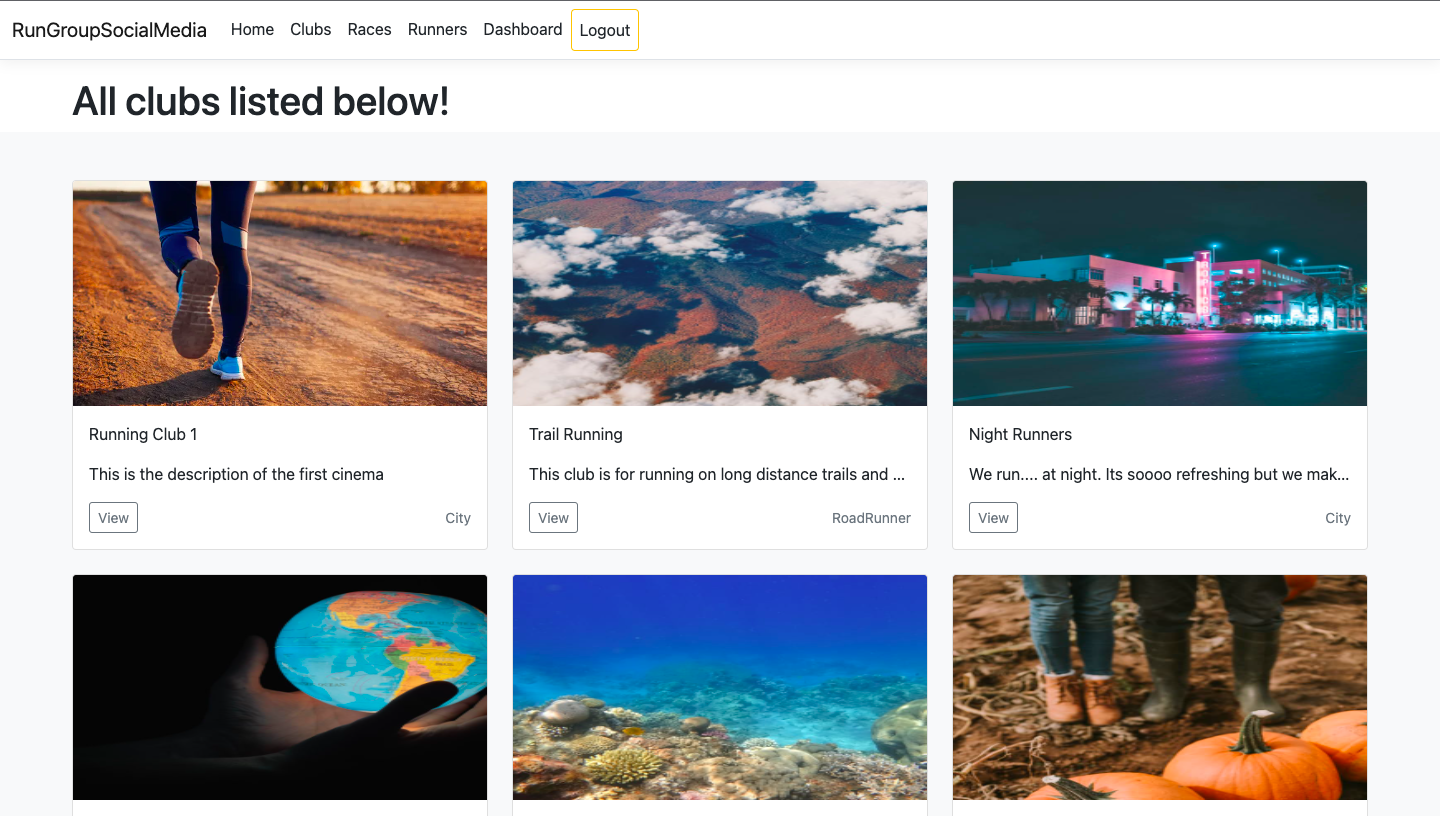 RunGroupSocialMedia Home Clubs Races Runners Dashboard Logout
All clubs listed below!
TROPICS
Running Club 1
This is the description of the first cinema
View City
Trail Running
This club is for running on long distance trails and ...
View RoadRunner
Night Runners
We run.... at night. Its soooo refreshing but we mak...
View City